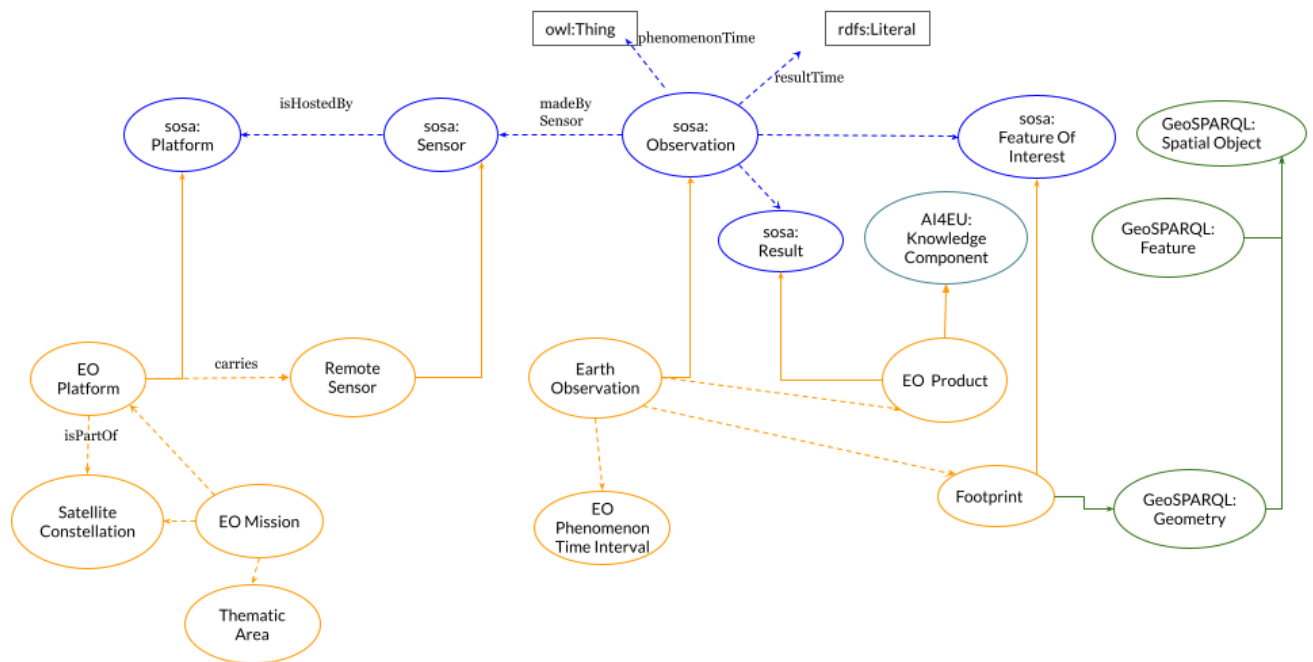 owl:Thing
rdfs:Literal
phenomenonTime
resultTime
isHostedBy
madeBy
Sensor
sosa:
Platform
sosa:
Sensor
sosa:
Observation
sosa:
Feature Of
Interest
GeoSPARQL:
Spatial Object
sosa:
Result
AI4EU:
Knowledge
Component
GeoSPARQL:
Feature
EO
Platform
carries
Remote
Sensor
Earth
Observation
EO Product
isPartOf
Satellite
Constellation
EO Mission
EO
Phenomenon
Time Interval
Footprint
GeoSPARQL:
Geometry
Thematic
Area